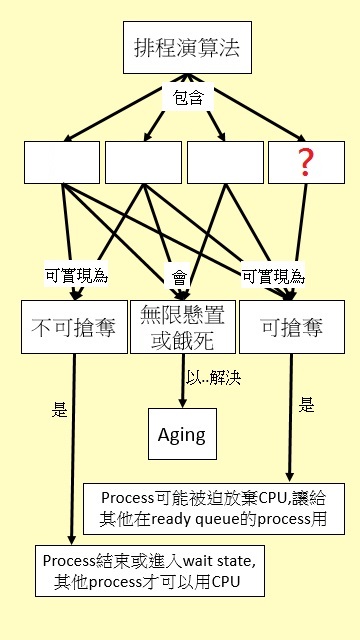 排程演算法
包含
?
可實現為
會
可實現為
不可搶奪
無限懸置
或餓死
可搶奪
以..解決
是
是
Aging
Process可能被迫放棄CPU,讓給
其他在ready queue的process用
Process結束或進入wait state,
其他process才可以用CPU